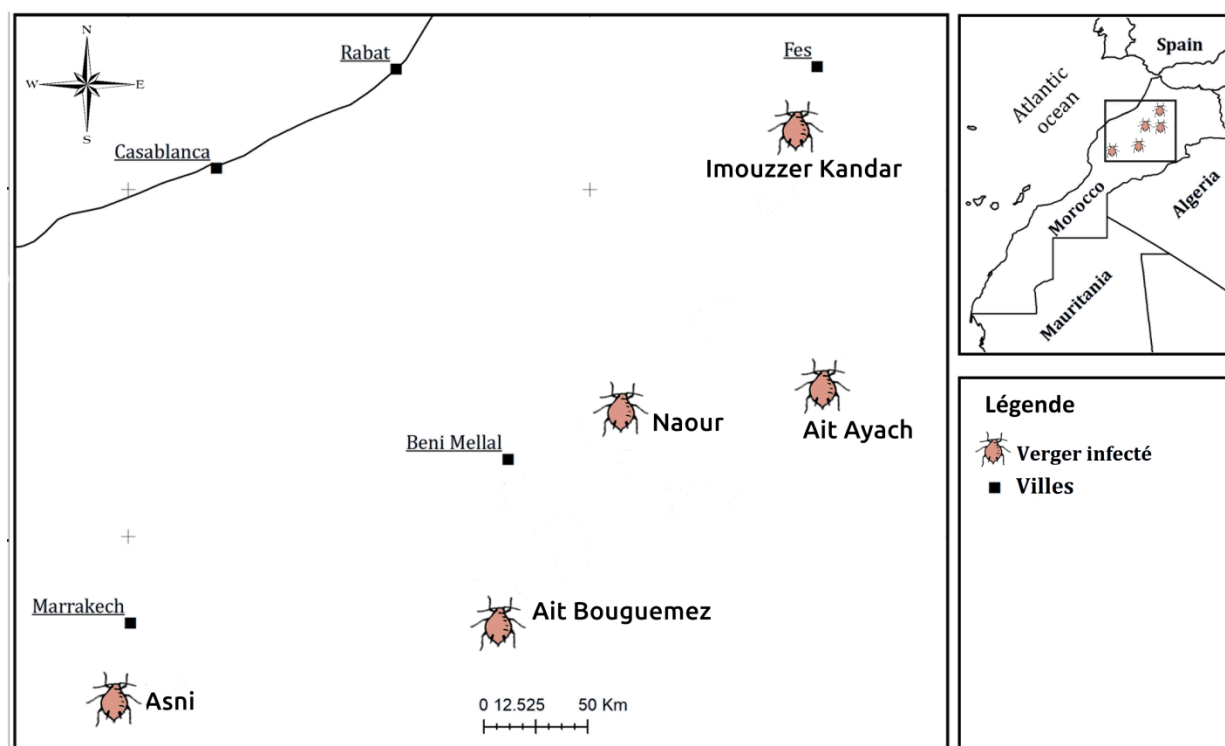 N
W E
S
Rabat
Fes
Casablanca
Imouzzer Kandar
Naour
Ait Ayach
Beni Mellal
Marrakech
Ait Bouguemez
Asni
0 12.525 50 Km
Spain
Atlantic
ocean
Morocco
Algeria
Mauritania
Légende
Verger infecté
Villes